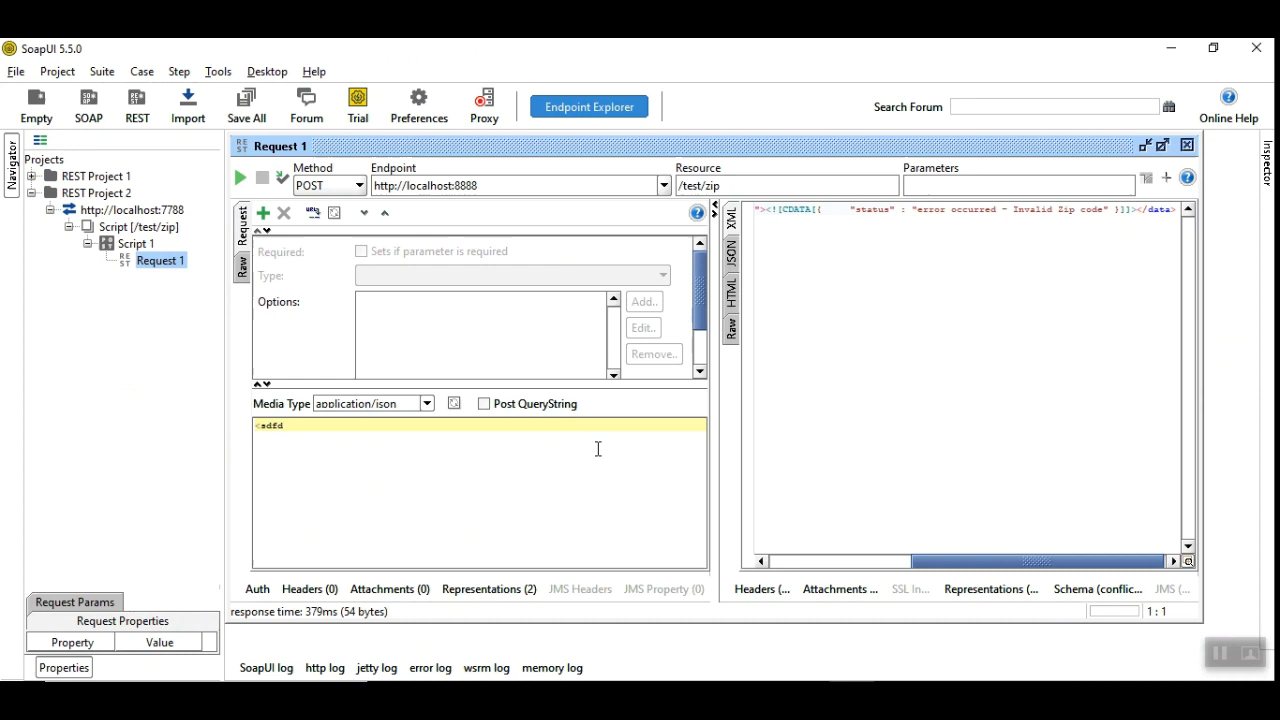 SoapUI 5.5.0
File Project Suite Case Step Tools Desktop Help
Empty SOAP REST Import Save All Forum Trial Preferences Proxy Endpoint Explorer Search Forum Online Help
Navigator
Projects
REST Project 1
REST Project 2
http://localhost:7788
Script [/test/zip]
Script 1
REST Request 1
Request Params
Request Properties
Property Value
Properties
REST Request 1
Method Endpoint Resource Parameters
POST http://localhost:8888 /test/zip
Request
Raw
Required: Sets if parameter is required
Type:
Options: Add..
Edit..
Remove..
Media Type application/json Post QueryString
<sdfd
Auth Headers (0) Attachments (0) Representations (2) JMS Headers JMS Property (0)
response time: 379ms (54 bytes)
XML
JSON
HTML
Raw
"><![CDATA[{ "status" : "error occurred - Invalid Zip code" }]]></data>
Headers (... Attachments ... SSL In... Representations (... Schema (conflic... JMS (...
1 : 1
Inspector
SoapUI log http log jetty log error log wsrm log memory log